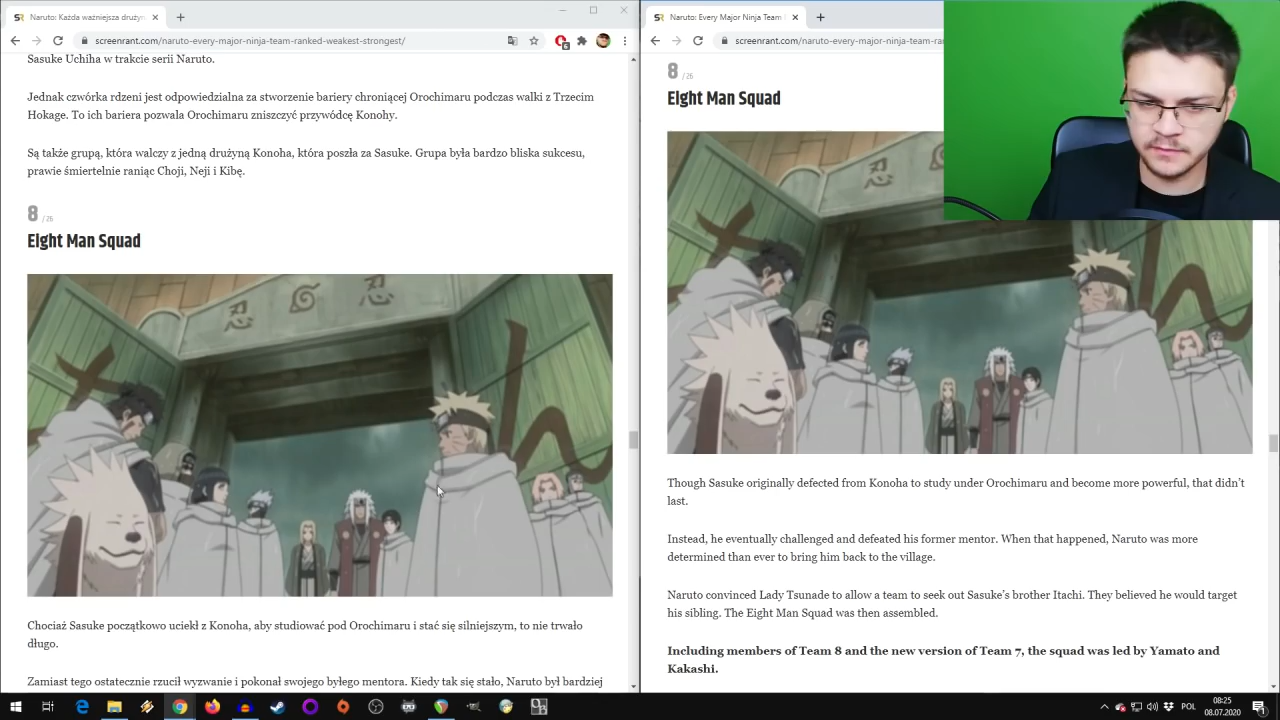 Naruto: Każda ważniejsza drużyn
screenrant.com/naruto-every-major-ninja-team-ranked-weakest-strongest/
Sasuke Uchiha w trakcie serii Naruto.
Jednak czwórka rdzeni jest odpowiedzialna za stworzenie bariery chroniącej Orochimaru podczas walki z Trzecim
Hokage. To ich bariera pozwala Orochimaru zniszczyć przywódcę Konohy.
Są także grupą, która walczy z jedną drużyną Konoha, która poszła za Sasuke. Grupa była bardzo bliska sukcesu,
prawie śmiertelnie raniąc Choji, Neji i Kibę.
8 /26
Eight Man Squad
忍 忍
Chociaż Sasuke początkowo uciekł z Konoha, aby studiować pod Orochimaru i stać się silniejszym, to nie trwało
długo.
Zamiast tego ostatecznie rzucił wyzwanie i pokonał swojego byłego mentora. Kiedy tak się stało, Naruto był bardziej
Naruto: Every Major Ninja Team
screenrant.com/naruto-every-major-ninja-team-ra
8 /26
Eight Man Squad
忍
Though Sasuke originally defected from Konoha to study under Orochimaru and become more powerful, that didn't
last.
Instead, he eventually challenged and defeated his former mentor. When that happened, Naruto was more
determined than ever to bring him back to the village.
Naruto convinced Lady Tsunade to allow a team to seek out Sasuke's brother Itachi. They believed he would target
his sibling. The Eight Man Squad was then assembled.
Including members of Team 8 and the new version of Team 7, the squad was led by Yamato and
Kakashi.
POL
08:25
08.07.2020